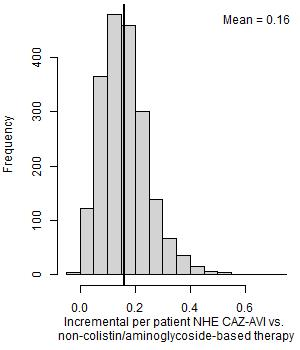 Mean = 0.16
Frequency
400
300
200
100
0
0.0 0.2 0.4 0.6
Incremental per patient NHE CAZ-AVI vs.
non-colistin/aminoglycoside-based therapy